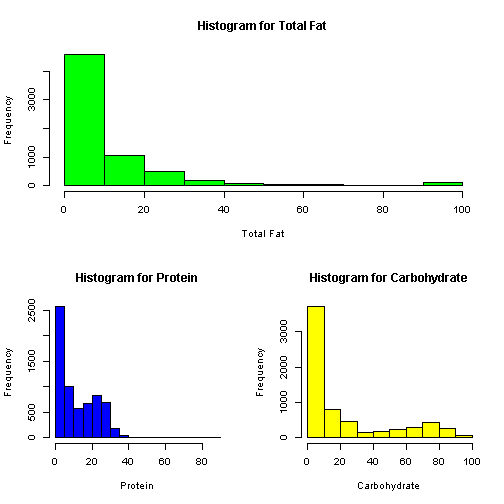 Histogram for Total Fat
Frequency
3000
1000
0
0 20 40 60 80 100
Total Fat
Histogram for Protein
Frequency
2500
1500
500
0
0 20 40 60 80
Protein
Histogram for Carbohydrate
Frequency
3000
2000
1000
0
0 20 40 60 80 100
Carbohydrate